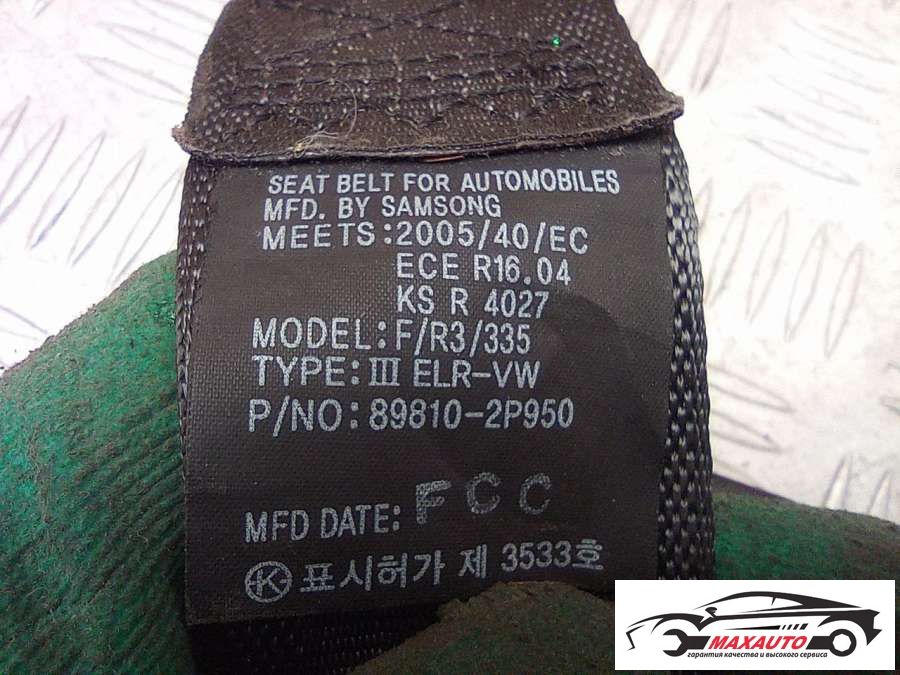 SEAT BELT FOR AUTOMOBILES
MFD. BY SAMSONG
MEETS:2005/40/EC
ECE R16.04
KS R 4027
MODEL: F/R3/335
TYPE: III ELR-VW
P/NO: 89810-2P950
MFD DATE: FCC
K 표시허가 제 3533호
MAXAUTO
гарантия качества и высокого сервиса